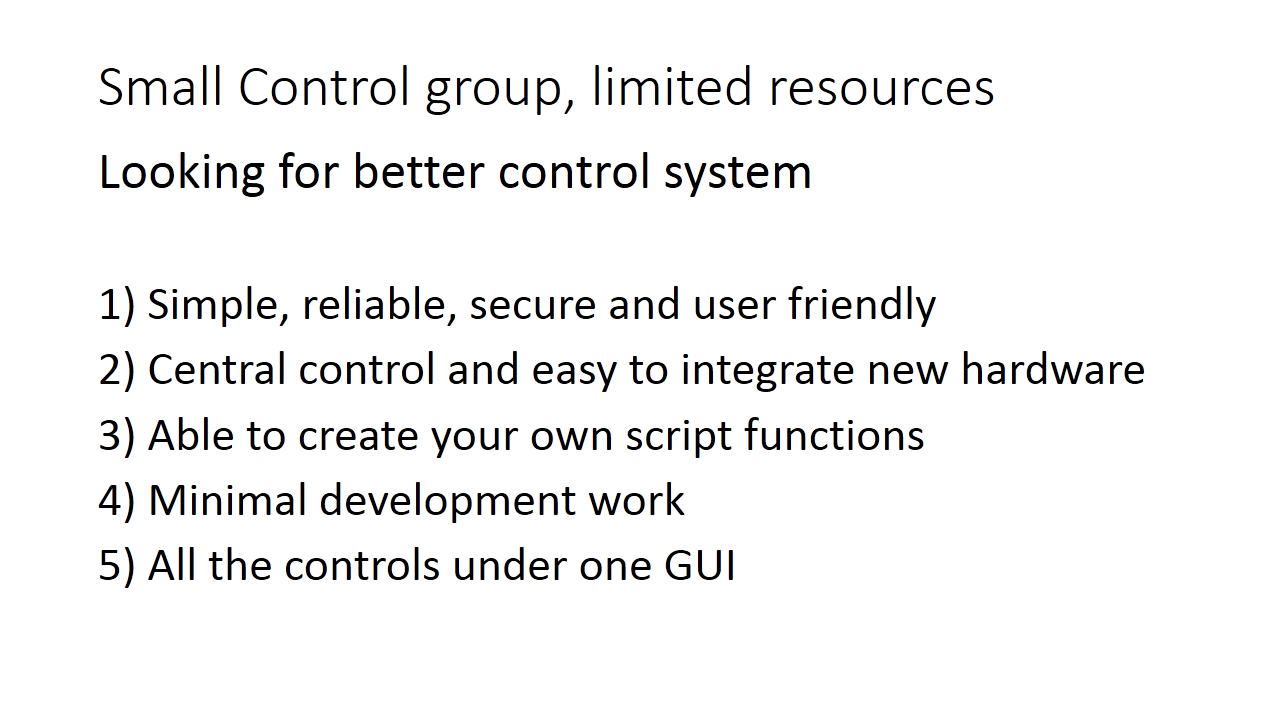 Small Control group, limited resources
Looking for better control system
1) Simple, reliable, secure and user friendly
2) Central control and easy to integrate new hardware
3) Able to create your own script functions
4) Minimal development work
5) All the controls under one GUI